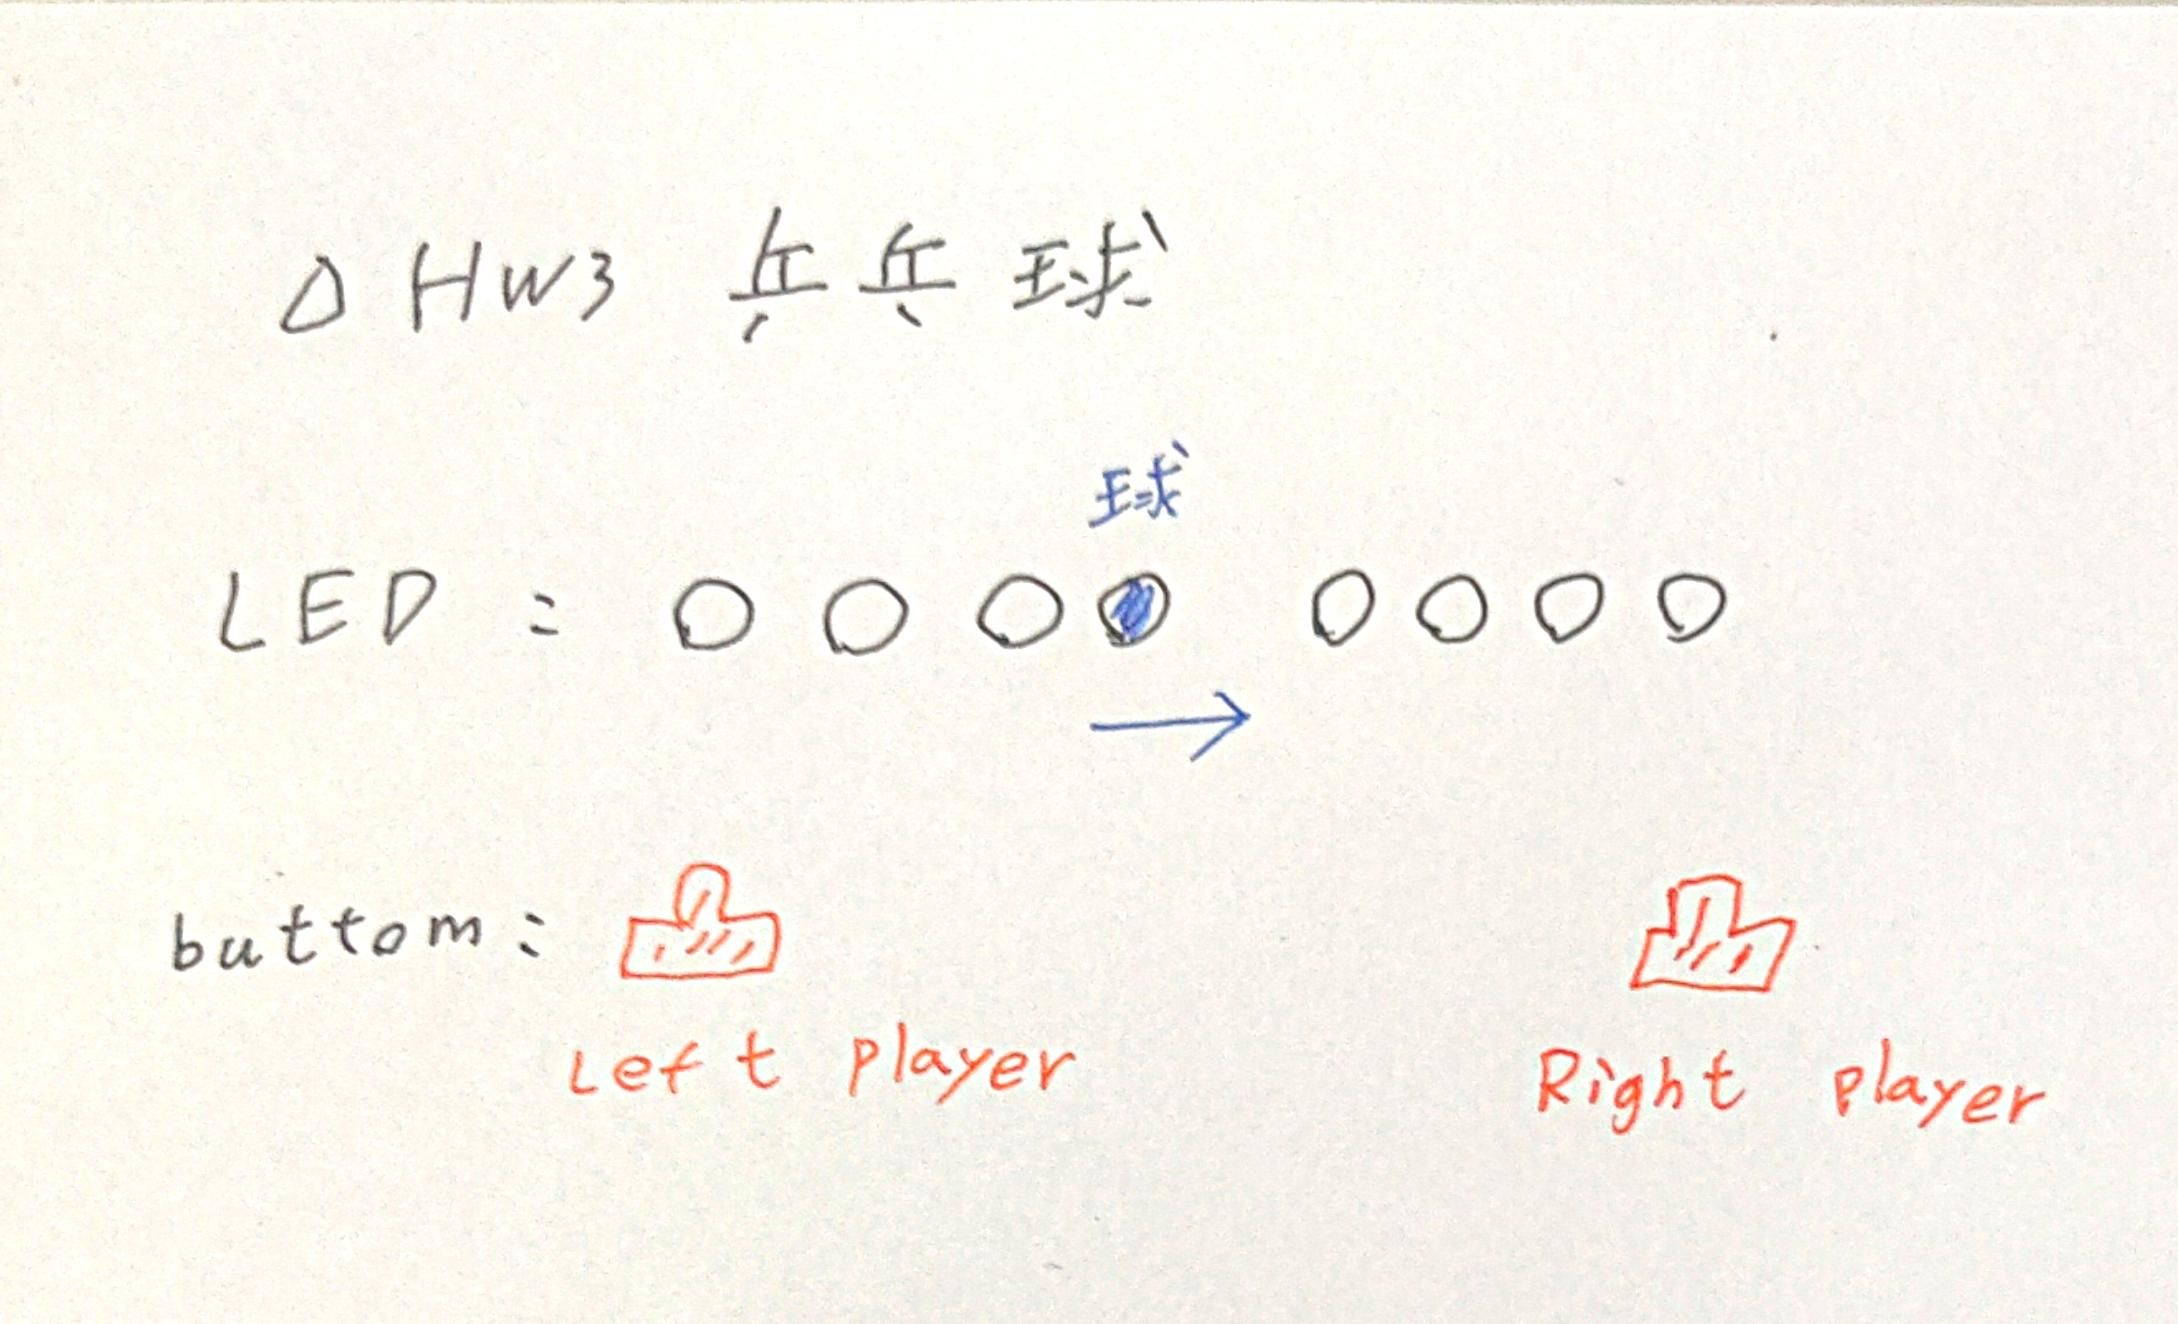 △ HW3 乒乓球
球
LED : ○ ○ ○ ○ ○ ○ ○ ○
→
buttom :
Left player Right player